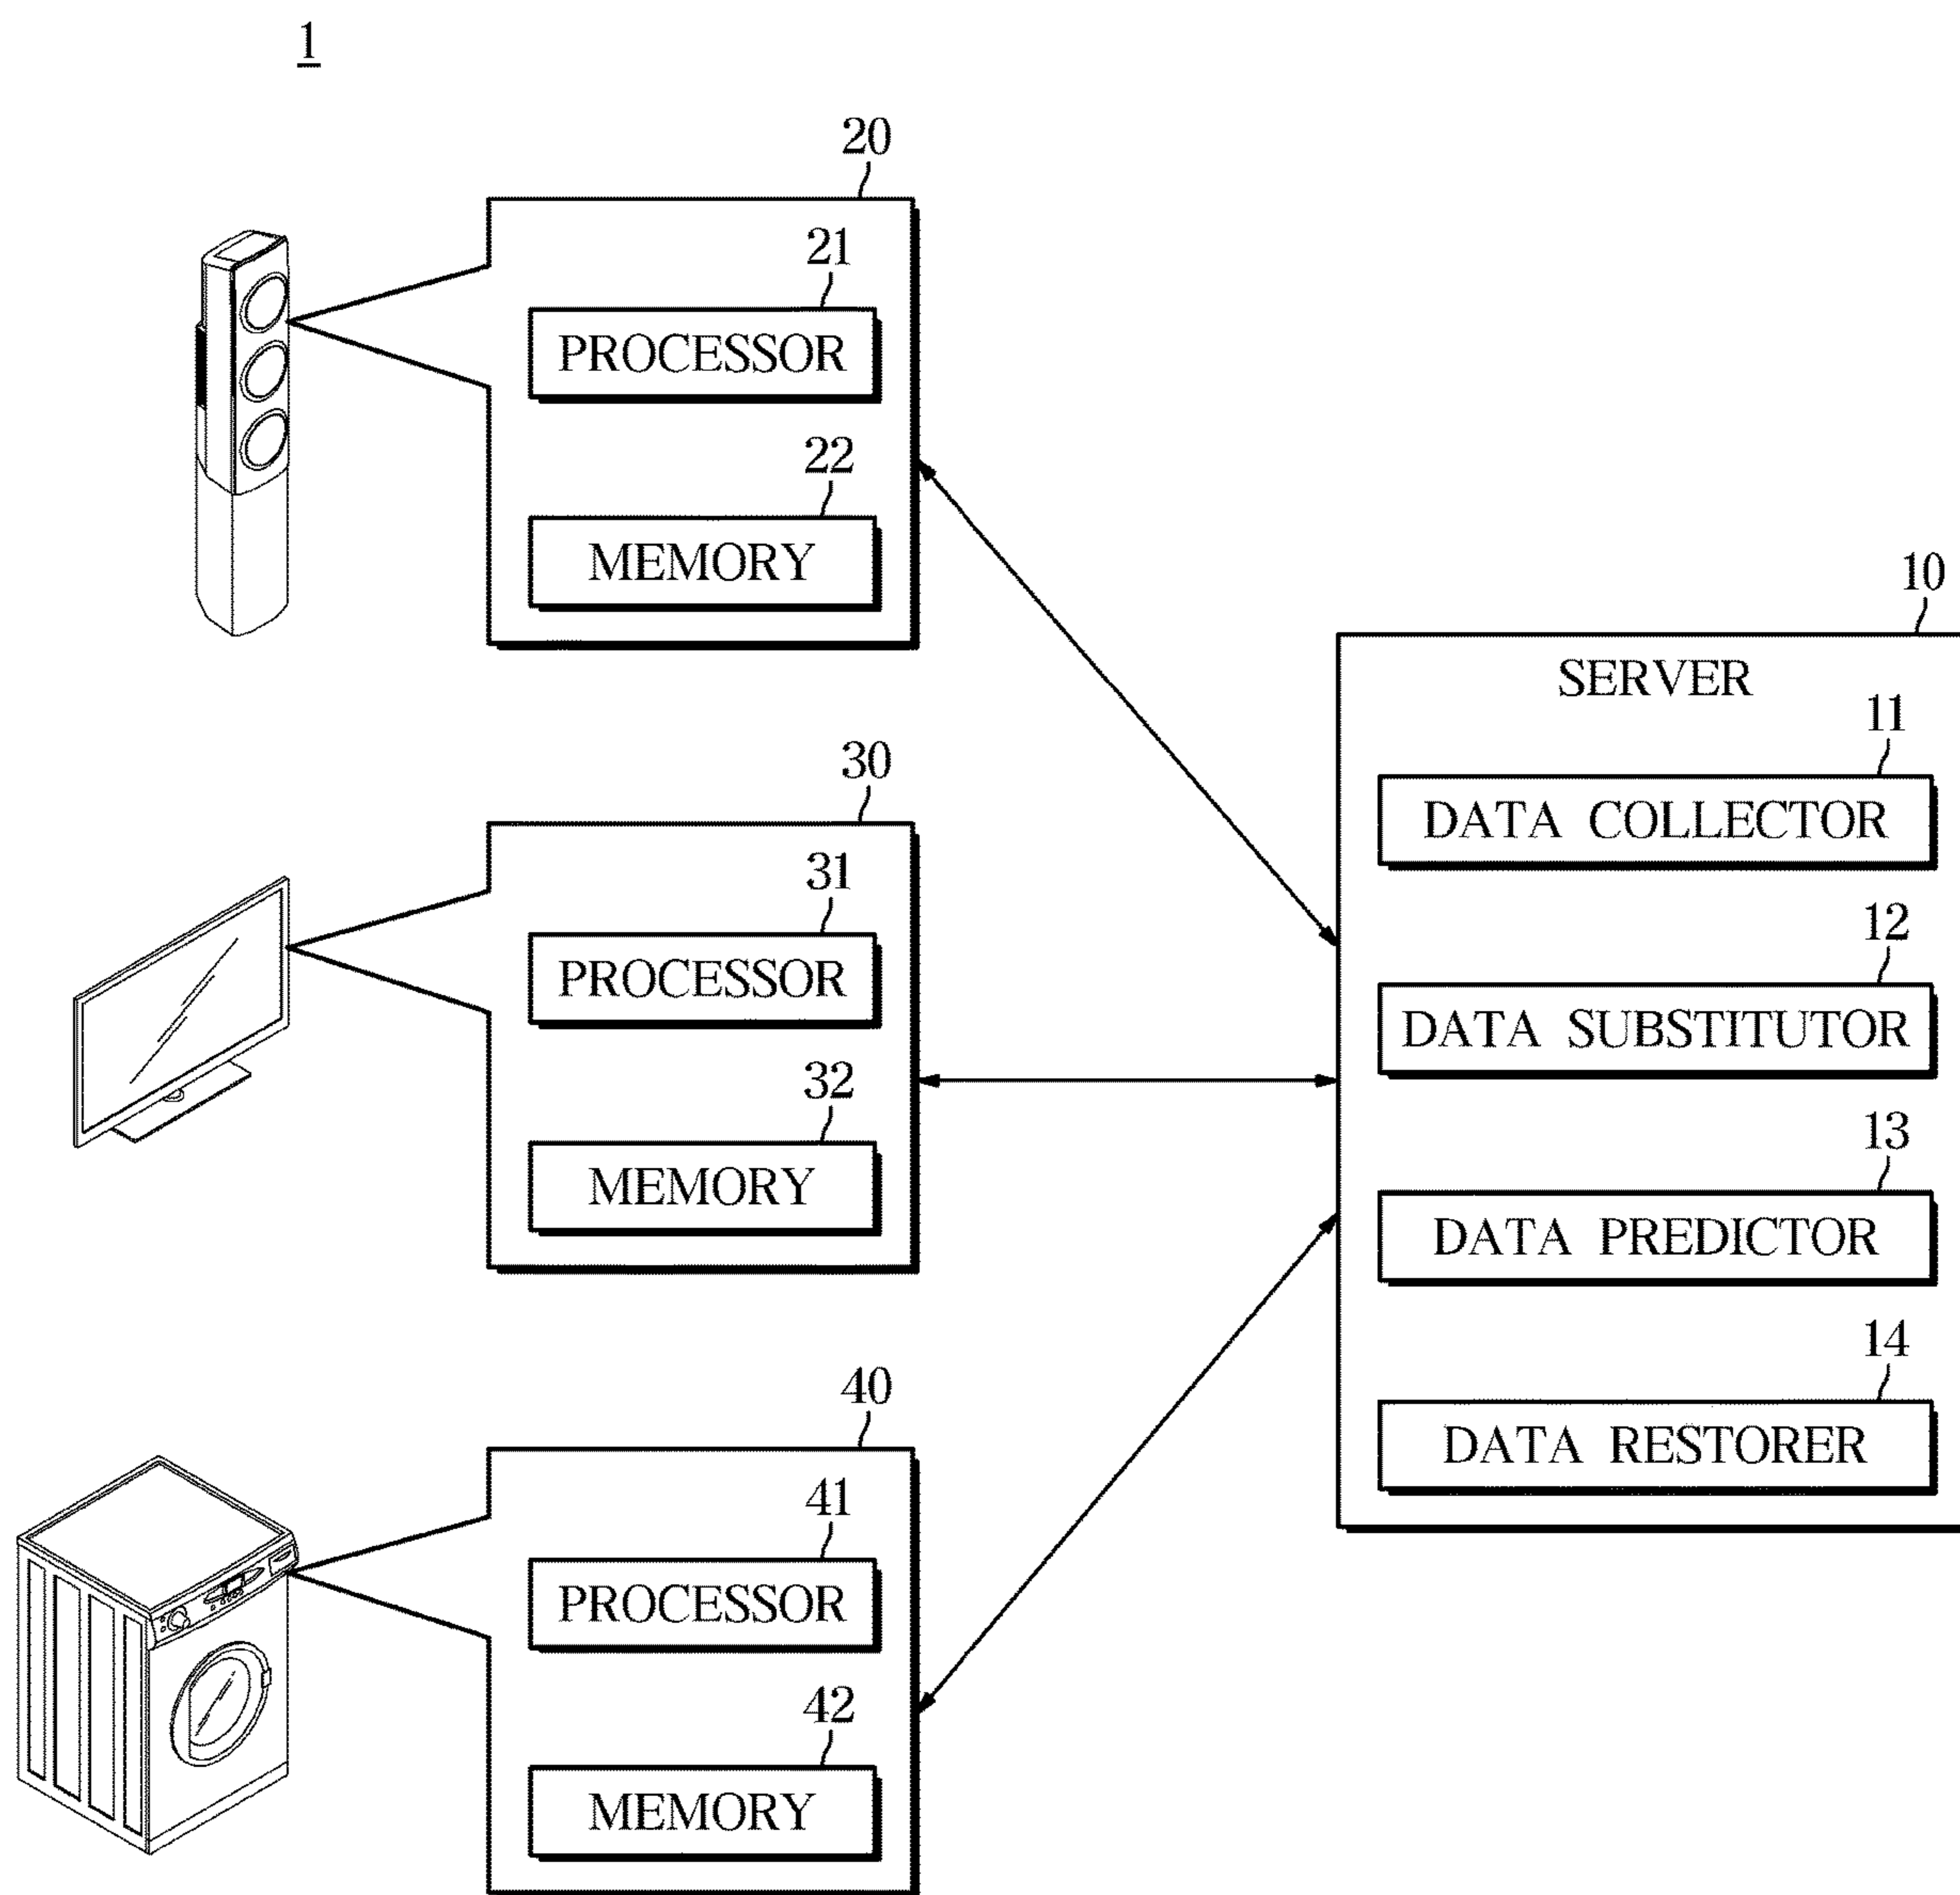 1
20
21
PROCESSOR
22
MEMORY
30
31
PROCESSOR
32
MEMORY
40
41
PROCESSOR
42
MEMORY
10
SERVER
11
DATA COLLECTOR
12
DATA SUBSTITUTOR
13
DATA PREDICTOR
14
DATA RESTORER